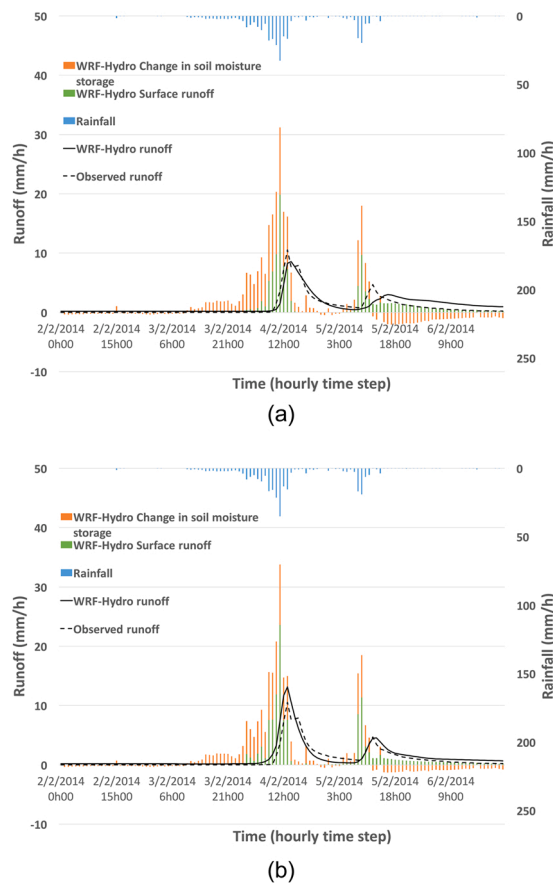 50
40
30
20
10
0
-10
Runoff (mm/h)
0
50
100
150
200
250
Rainfall (mm/h)
WRF-Hydro Change in soil moisture
storage
WRF-Hydro Surface runoff
Rainfall
WRF-Hydro runoff
Observed runoff
2/2/2014 2/2/2014 3/2/2014 3/2/2014 4/2/2014 5/2/2014 5/2/2014 6/2/2014
0h00 15h00 6h00 21h00 12h00 3h00 18h00 9h00
Time (hourly time step)
(a)
50
40
30
20
10
0
-10
Runoff (mm/h)
0
50
100
150
200
250
Rainfall (mm/h)
WRF-Hydro Change in soil moisture
storage
WRF-Hydro Surface runoff
Rainfall
WRF-Hydro runoff
Observed runoff
2/2/2014 2/2/2014 3/2/2014 3/2/2014 4/2/2014 5/2/2014 5/2/2014 6/2/2014
0h00 15h00 6h00 21h00 12h00 3h00 18h00 9h00
Time (hourly time step)
(b)